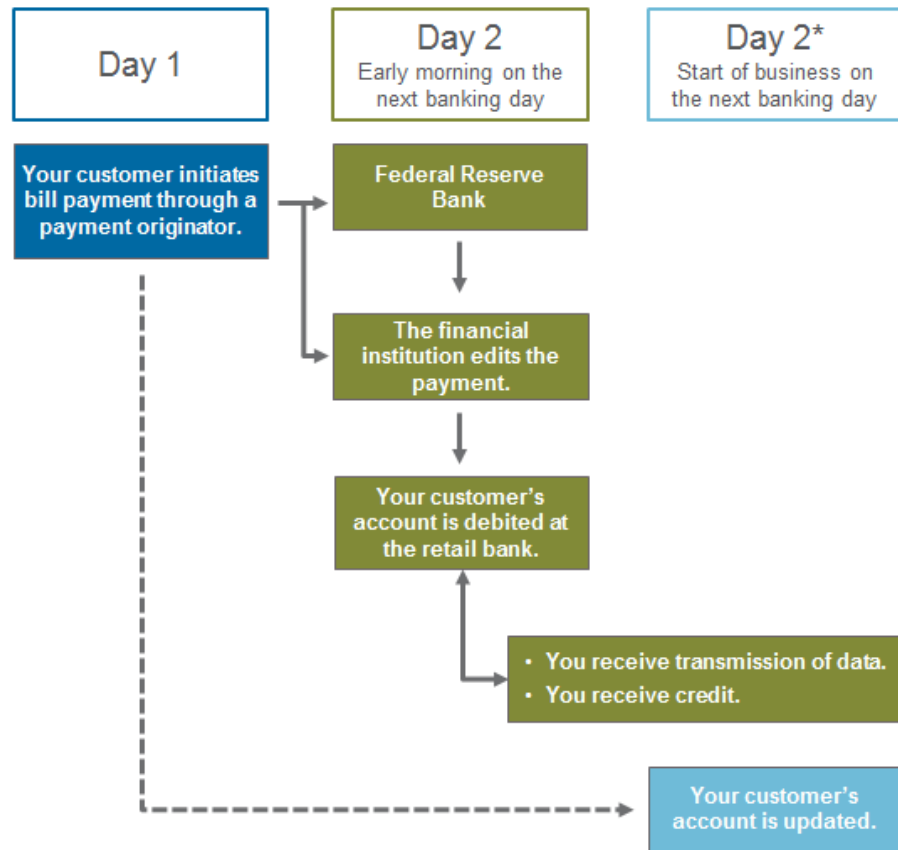 Day 1
Day 2
Early morning on the
next banking day
Day 2*
Start of business on
the next banking day
Your customer initiates
bill payment through a
payment originator.
Federal Reserve
Bank
The financial
institution edits the
payment.
Your customer’s
account is debited at
the retail bank.
• You receive transmission of data.
• You receive credit.
Your customer’s
account is updated.